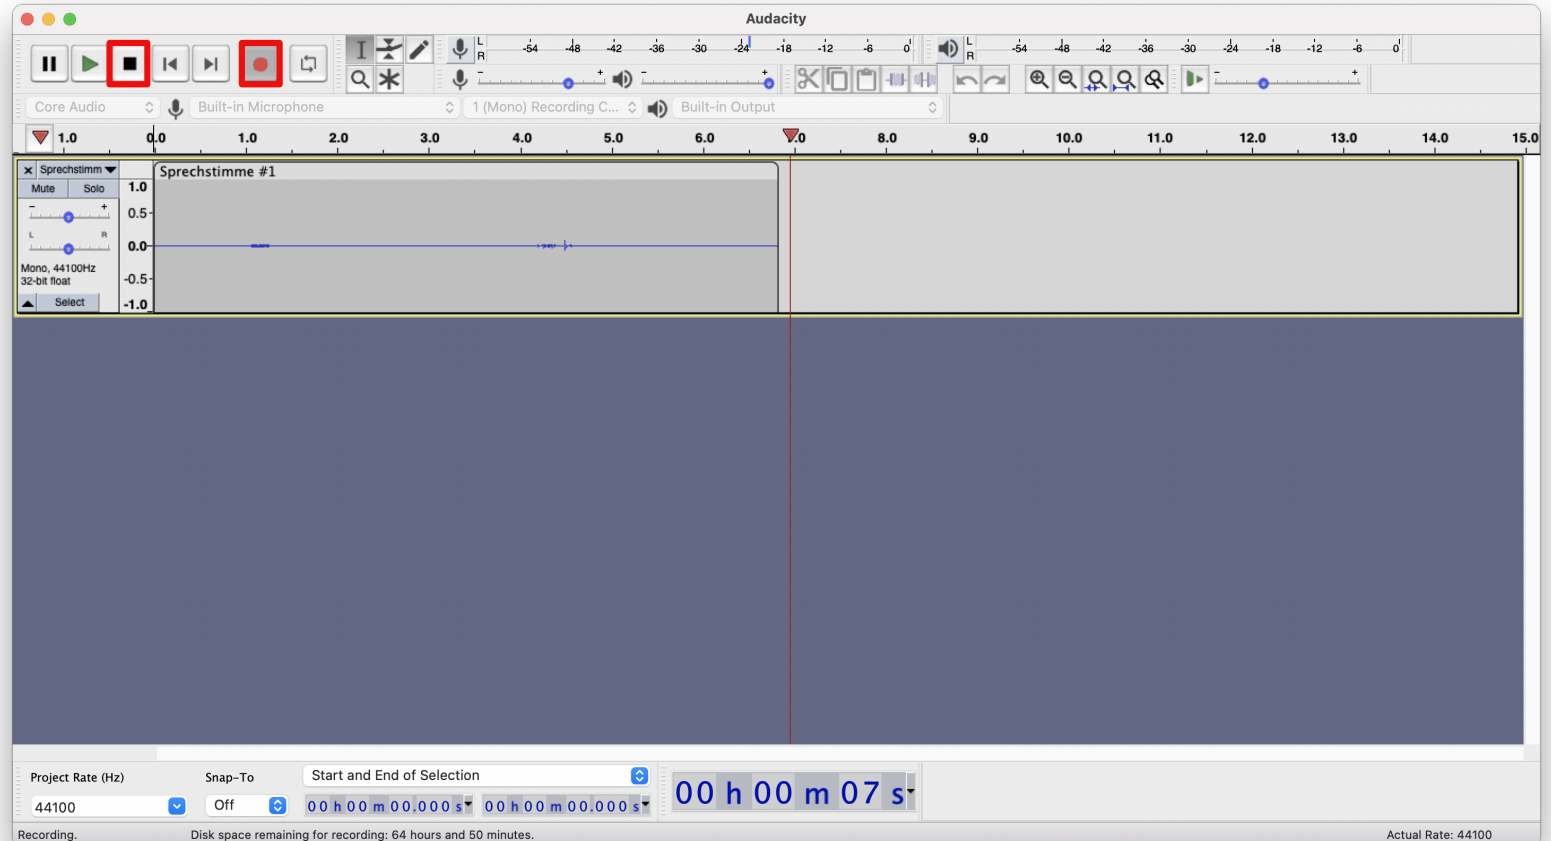 Audacity
L
R
-54 -48 -42 -36 -30 -24 -18 -12 -6 0
L
R
-54 -48 -42 -36 -30 -24 -18 -12 -6 0
- +
- +
- +
Core Audio
Built-in Microphone
1 (Mono) Recording C...
Built-in Output
1.0 0.0 1.0 2.0 3.0 4.0 5.0 6.0 7.0 8.0 9.0 10.0 11.0 12.0 13.0 14.0 15.0
Sprechstimm
Sprechstimme #1
Mute Solo
- +
L R
Mono, 44100Hz
32-bit float
Select
1.0
0.5
0.0
-0.5
-1.0
Project Rate (Hz)
Snap-To
Start and End of Selection
44100
Off
00 h 00 m 00.000 s
00 h 00 m 00.000 s
00 h 00 m 07 s
Recording.
Disk space remaining for recording: 64 hours and 50 minutes.
Actual Rate: 44100